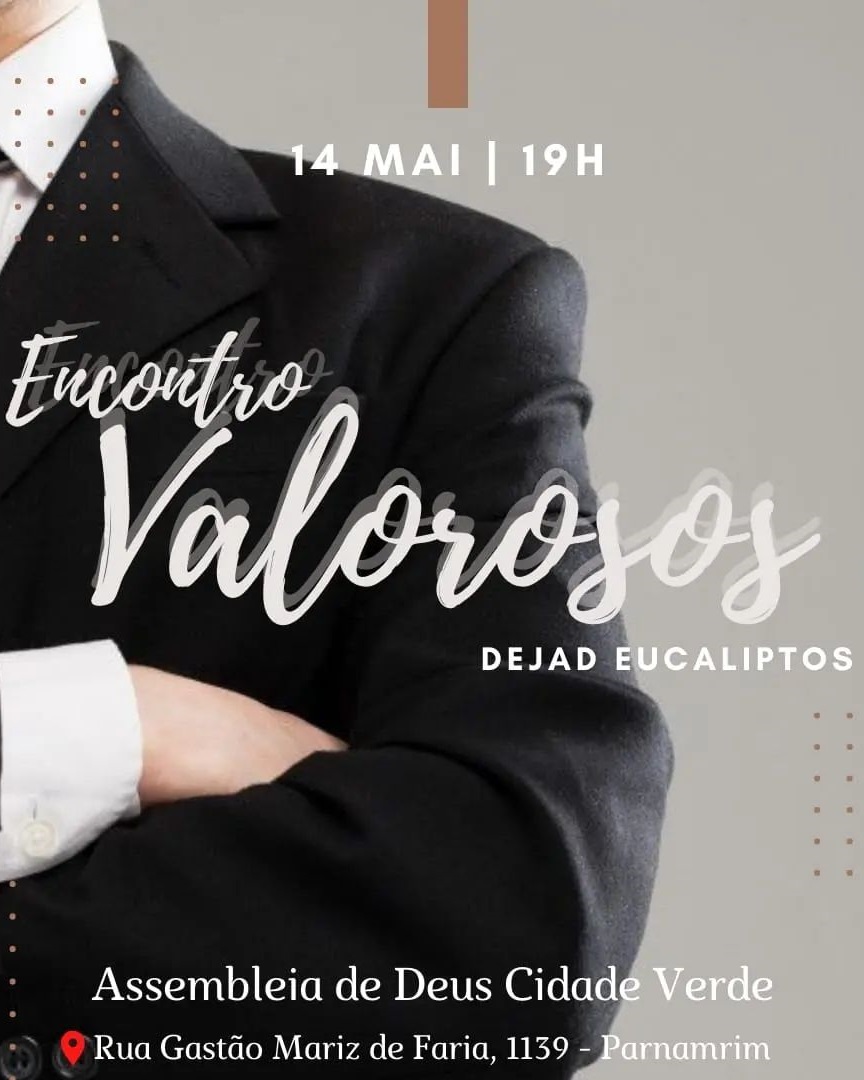 14 MAI | 19H
Encontro
Valorosos
DEJAD EUCALIPTOS
Assembleia de Deus Cidade Verde
Rua Gastão Mariz de Faria, 1139 - Parnamrim